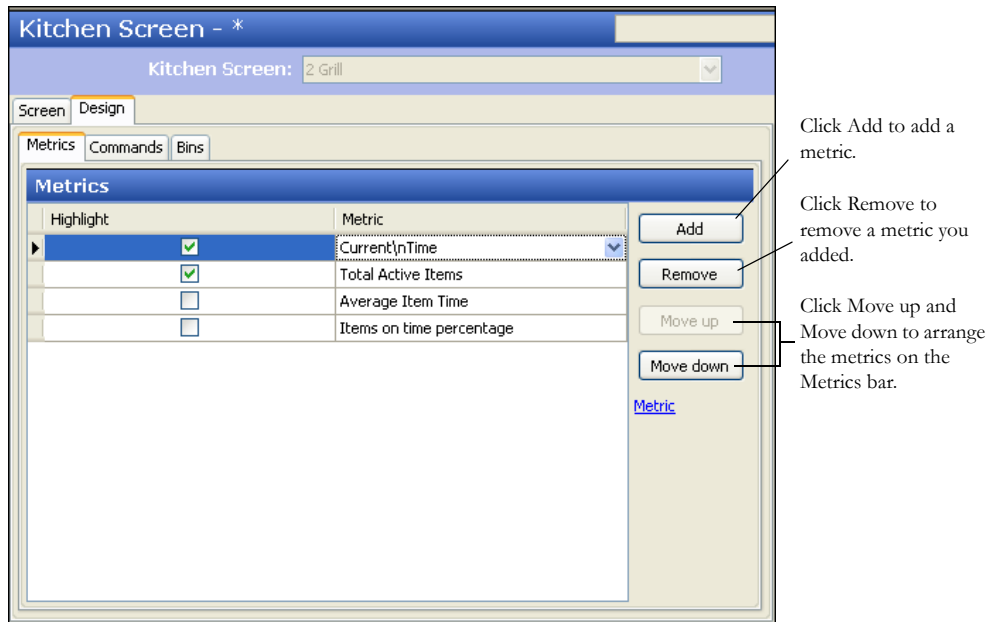 Kitchen Screen - *
Kitchen Screen: 2 Grill
Screen Design
Metrics Commands Bins
Metrics
Highlight Metric
Current\nTime
Total Active Items
Average Item Time
Items on time percentage
Add
Remove
Move up
Move down
Metric
Click Add to add a
metric.
Click Remove to
remove a metric you
added.
Click Move up and
Move down to arrange
the metrics on the
Metrics bar.